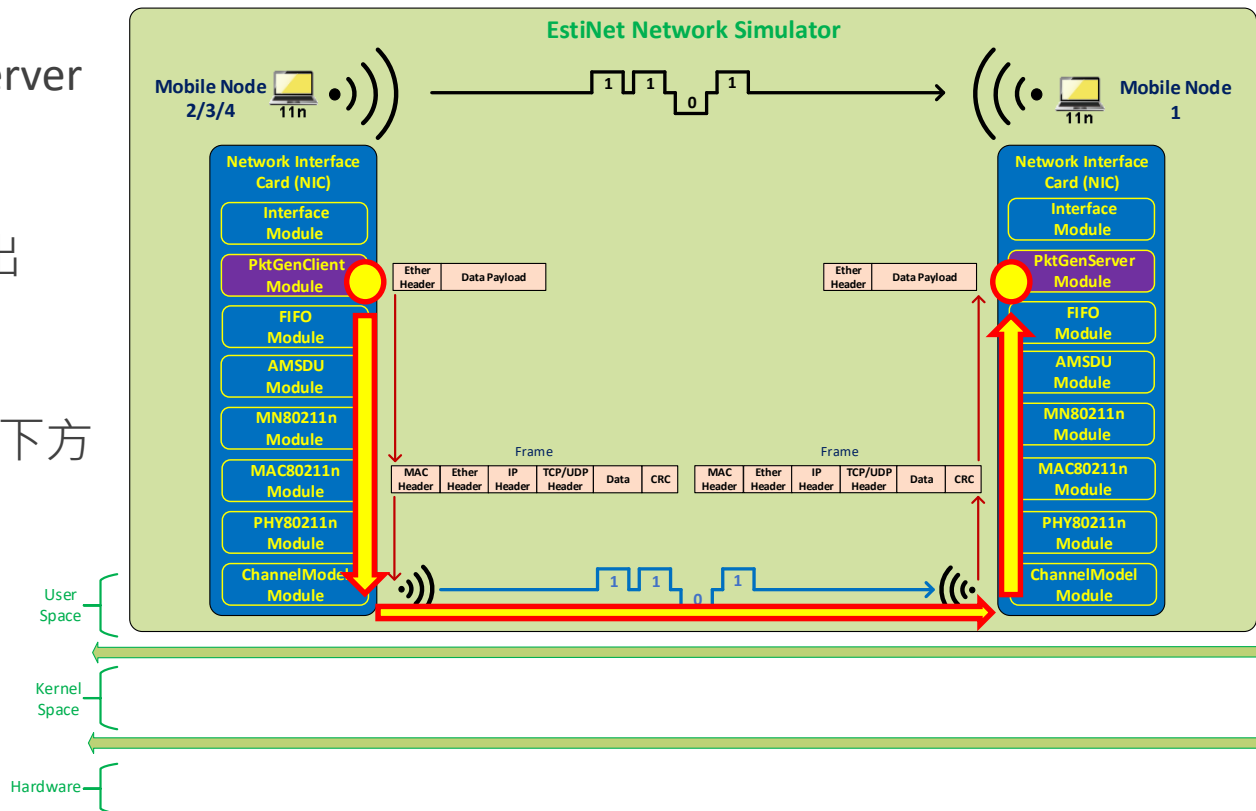 EstiNet Network Simulator
erver
出
下方
Mobile Node
2/3/4
11n
1
1
0
1
11n
Mobile Node
1
Network Interface
Card (NIC)
Interface
Module
PktGenClient
Module
FIFO
Module
AMSDU
Module
MN80211n
Module
MAC80211n
Module
PHY80211n
Module
ChannelModel
Module
Ether
Header
Data Payload
Ether
Header
Data Payload
Frame
MAC
Header
Ether
Header
IP
Header
TCP/UDP
Header
Data
CRC
Frame
MAC
Header
Ether
Header
IP
Header
TCP/UDP
Header
Data
CRC
1
1
0
1
Network Interface
Card (NIC)
Interface
Module
PktGenServer
Module
FIFO
Module
AMSDU
Module
MN80211n
Module
MAC80211n
Module
PHY80211n
Module
ChannelModel
Module
User
Space
Kernel
Space
Hardware